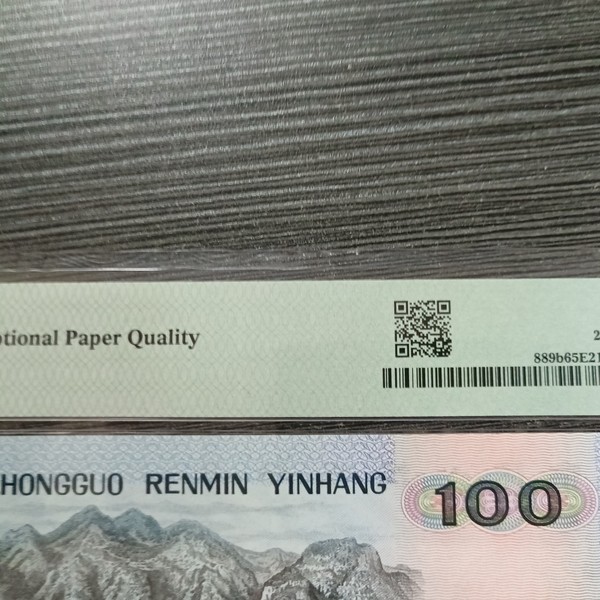 otional Paper Quality
2
889b65E21
HONGGUO RENMIN YINHANG
100